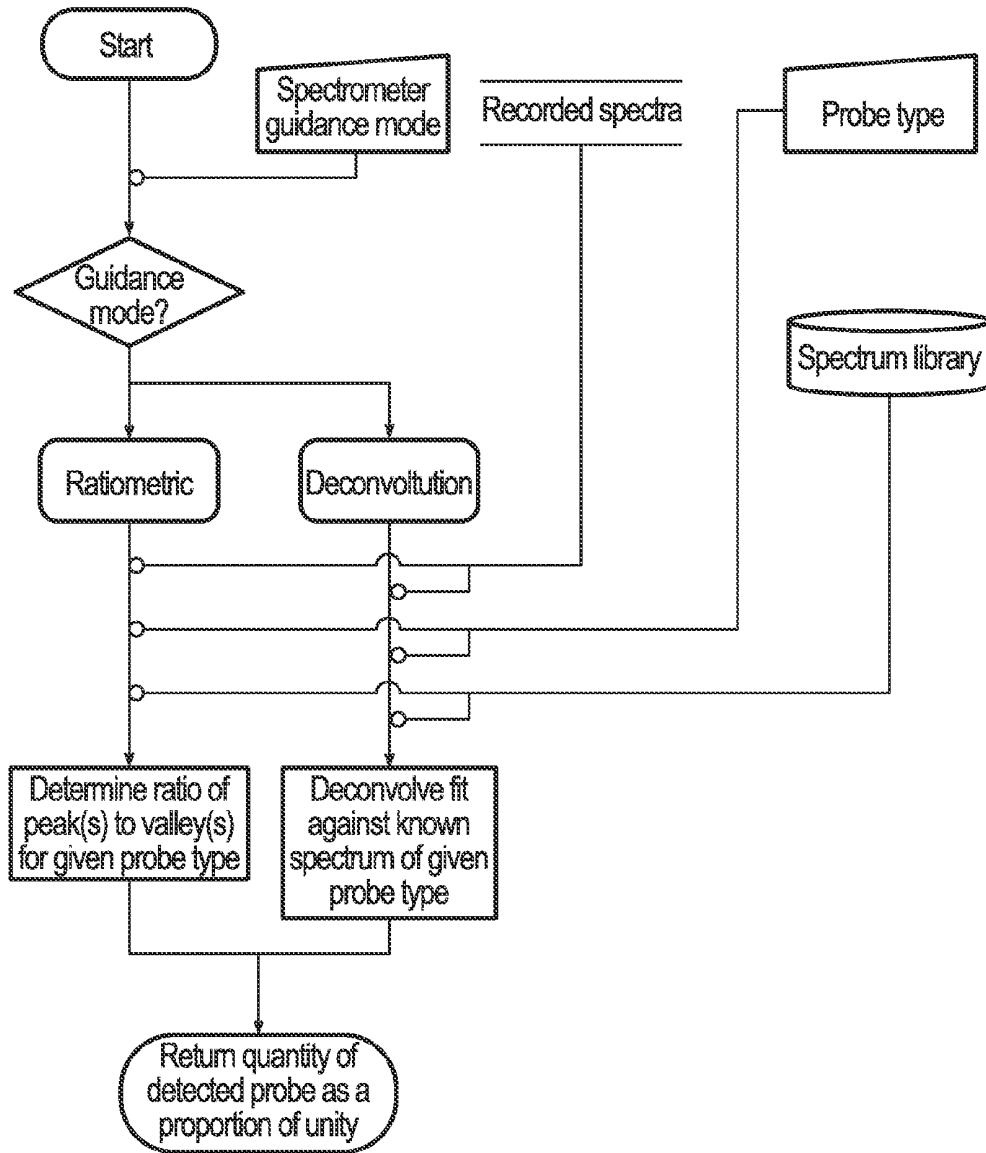 Start
Spectrometer
guidance mode
Recorded spectra
Probe type
Guidance
mode?
Spectrum library
Ratiometric
Deconvoltution
Determine ratio of
peak(s) to valley(s)
for given probe type
Deconvolve fit
against known
spectrum of given
probe type
Return quantity of
detected probe as a
proportion of unity